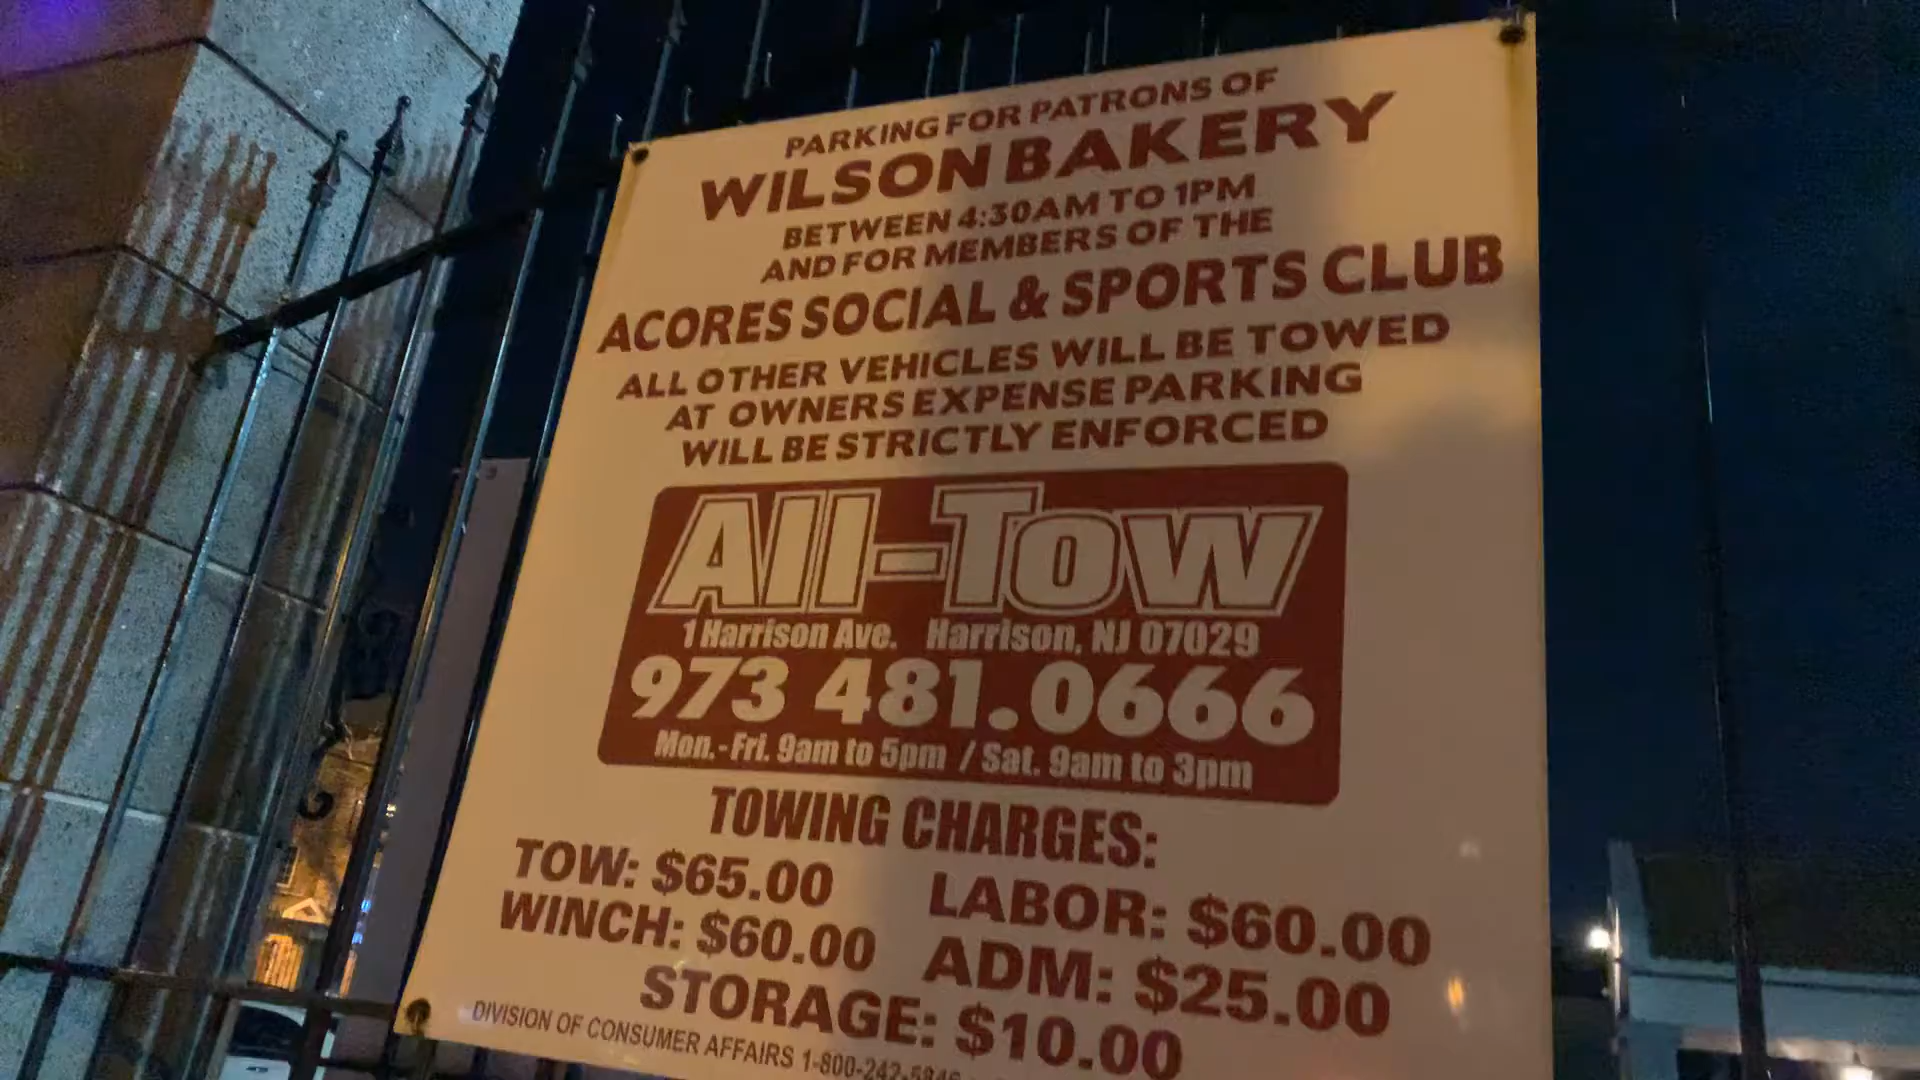 PARKING FOR PATRONS OF
WILSON BAKERY
BETWEEN 4:30AM TO 1PM
AND FOR MEMBERS OF THE
ACORES SOCIAL & SPORTS CLUB
ALL OTHER VEHICLES WILL BE TOWED
AT OWNERS EXPENSE PARKING
WILL BE STRICTLY ENFORCED
All-Tow
1 Harrison Ave. Harrison, NJ 07029
973 481.0666
Mon.- Fri. 9am to 5pm / Sat. 9am to 3pm
TOWING CHARGES:
TOW: $65.00 LABOR: $60.00
WINCH: $60.00 ADM: $25.00
STORAGE: $10.00
DIVISION OF CONSUMER AFFAIRS 1-800-242-5846